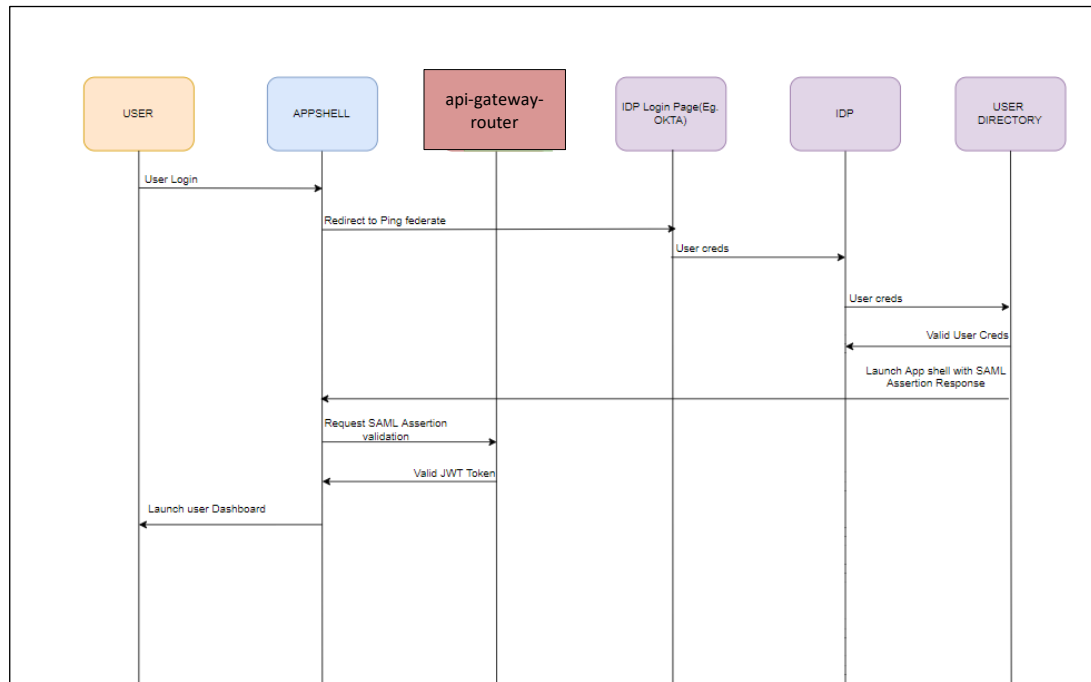 USER
APPSHELL
api-gateway-
router
IDP Login Page(Eg.
OKTA)
IDP
USER
DIRECTORY
User Login
Redirect to Ping federate
User creds
User creds
Valid User Creds
Launch App shell with SAML
Assertion Response
Request SAML Assertion
validation
Valid JWT Token
Launch user Dashboard